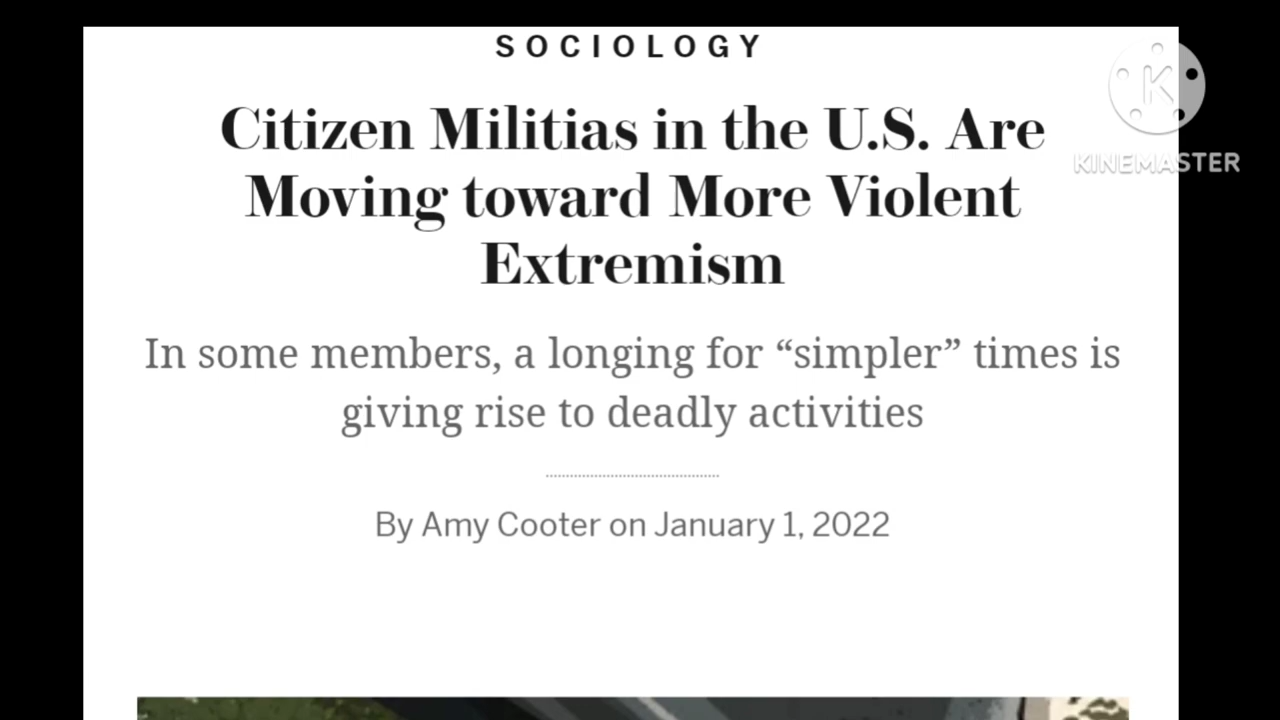 SOCIOLOGY
Citizen Militias in the U.S. Are
Moving toward More Violent
Extremism
In some members, a longing for “simpler” times is
giving rise to deadly activities
By Amy Cooter on January 1, 2022
K
KINEMASTER